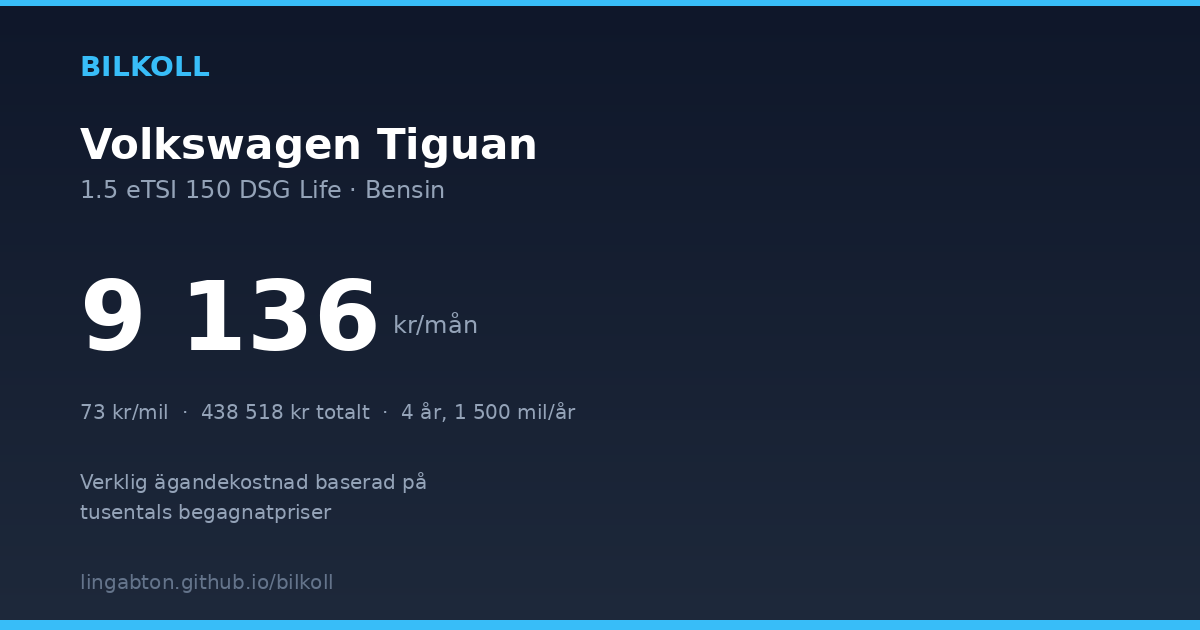 BILKOLL
Volkswagen Tiguan
1.5 eTSI 150 DSG Life · Bensin
9 136 kr/mån
73 kr/mil · 438 518 kr totalt · 4 år, 1 500 mil/år
Verklig ägandekostnad baserad på
tusentals begagnatpriser
lingabton.github.io/bilkoll